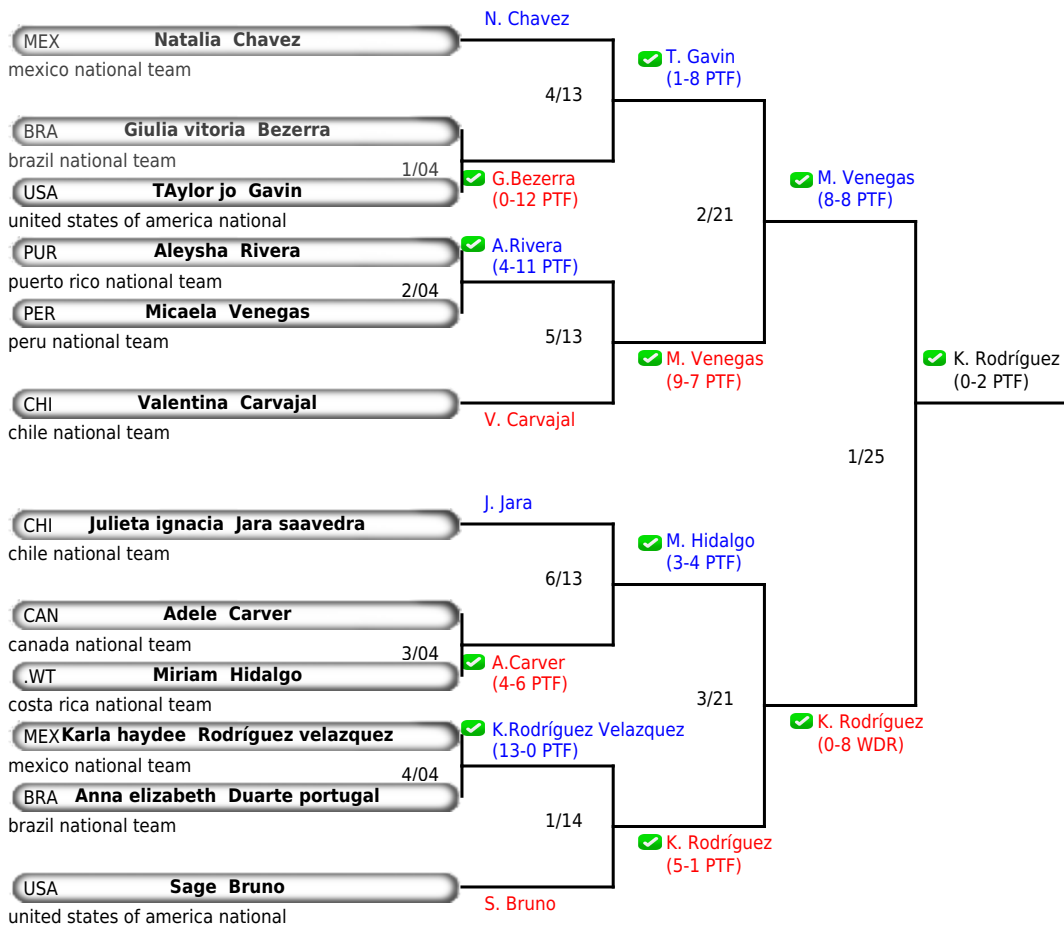 N. Chavez
MEX Natalia Chavez
mexico national team
T. Gavin
(1-8 PTF)
4/13
BRA Giulia vitoria Bezerra
brazil national team
1/04
G.Bezerra
(0-12 PTF)
USA TAylor jo Gavin
united states of america national
M. Venegas
(8-8 PTF)
2/21
PUR Aleysha Rivera
puerto rico national team
A.Rivera
(4-11 PTF)
2/04
PER Micaela Venegas
peru national team
5/13
M. Venegas
(9-7 PTF)
K. Rodríguez
(0-2 PTF)
CHI Valentina Carvajal
chile national team
V. Carvajal
1/25
J. Jara
CHI Julieta ignacia Jara saavedra
chile national team
M. Hidalgo
(3-4 PTF)
6/13
CAN Adele Carver
canada national team
3/04
A.Carver
(4-6 PTF)
.WT Miriam Hidalgo
costa rica national team
3/21
K. Rodríguez
(0-8 WDR)
MEX Karla haydee Rodríguez velazquez
mexico national team
K.Rodríguez Velazquez
(13-0 PTF)
4/04
BRA Anna elizabeth Duarte portugal
brazil national team
1/14
K. Rodríguez
(5-1 PTF)
USA Sage Bruno
united states of america national
S. Bruno